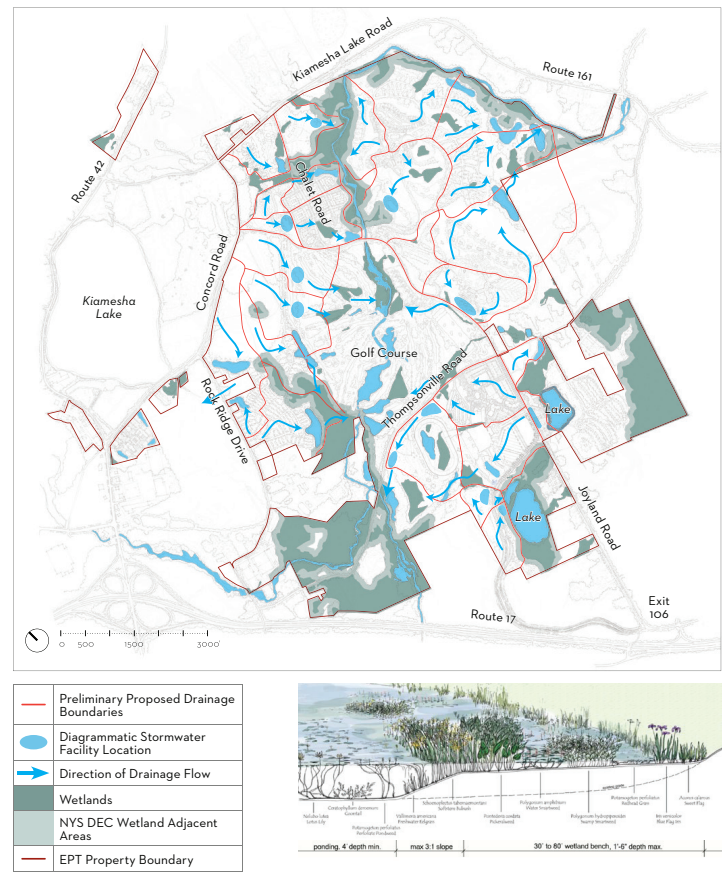 Kiamesha Lake Road
Route 161
Route 42
Chalet Road
Concord Road
Kiamesha
Lake
Golf Course
Thompsonville Road
Rock Ridge Drive
Lake
Lake
Joyland Road
Exit
106
Route 17
0 500 1500 3000'
Preliminary Proposed Drainage
Boundaries
Diagrammatic Stormwater
Facility Location
Direction of Drainage Flow
Wetlands
NYS DEC Wetland Adjacent
Areas
EPT Property Boundary
ponding, 4' depth min.
max 3:1 slope
30' to 80' wetland bench, 1'-6" depth max.